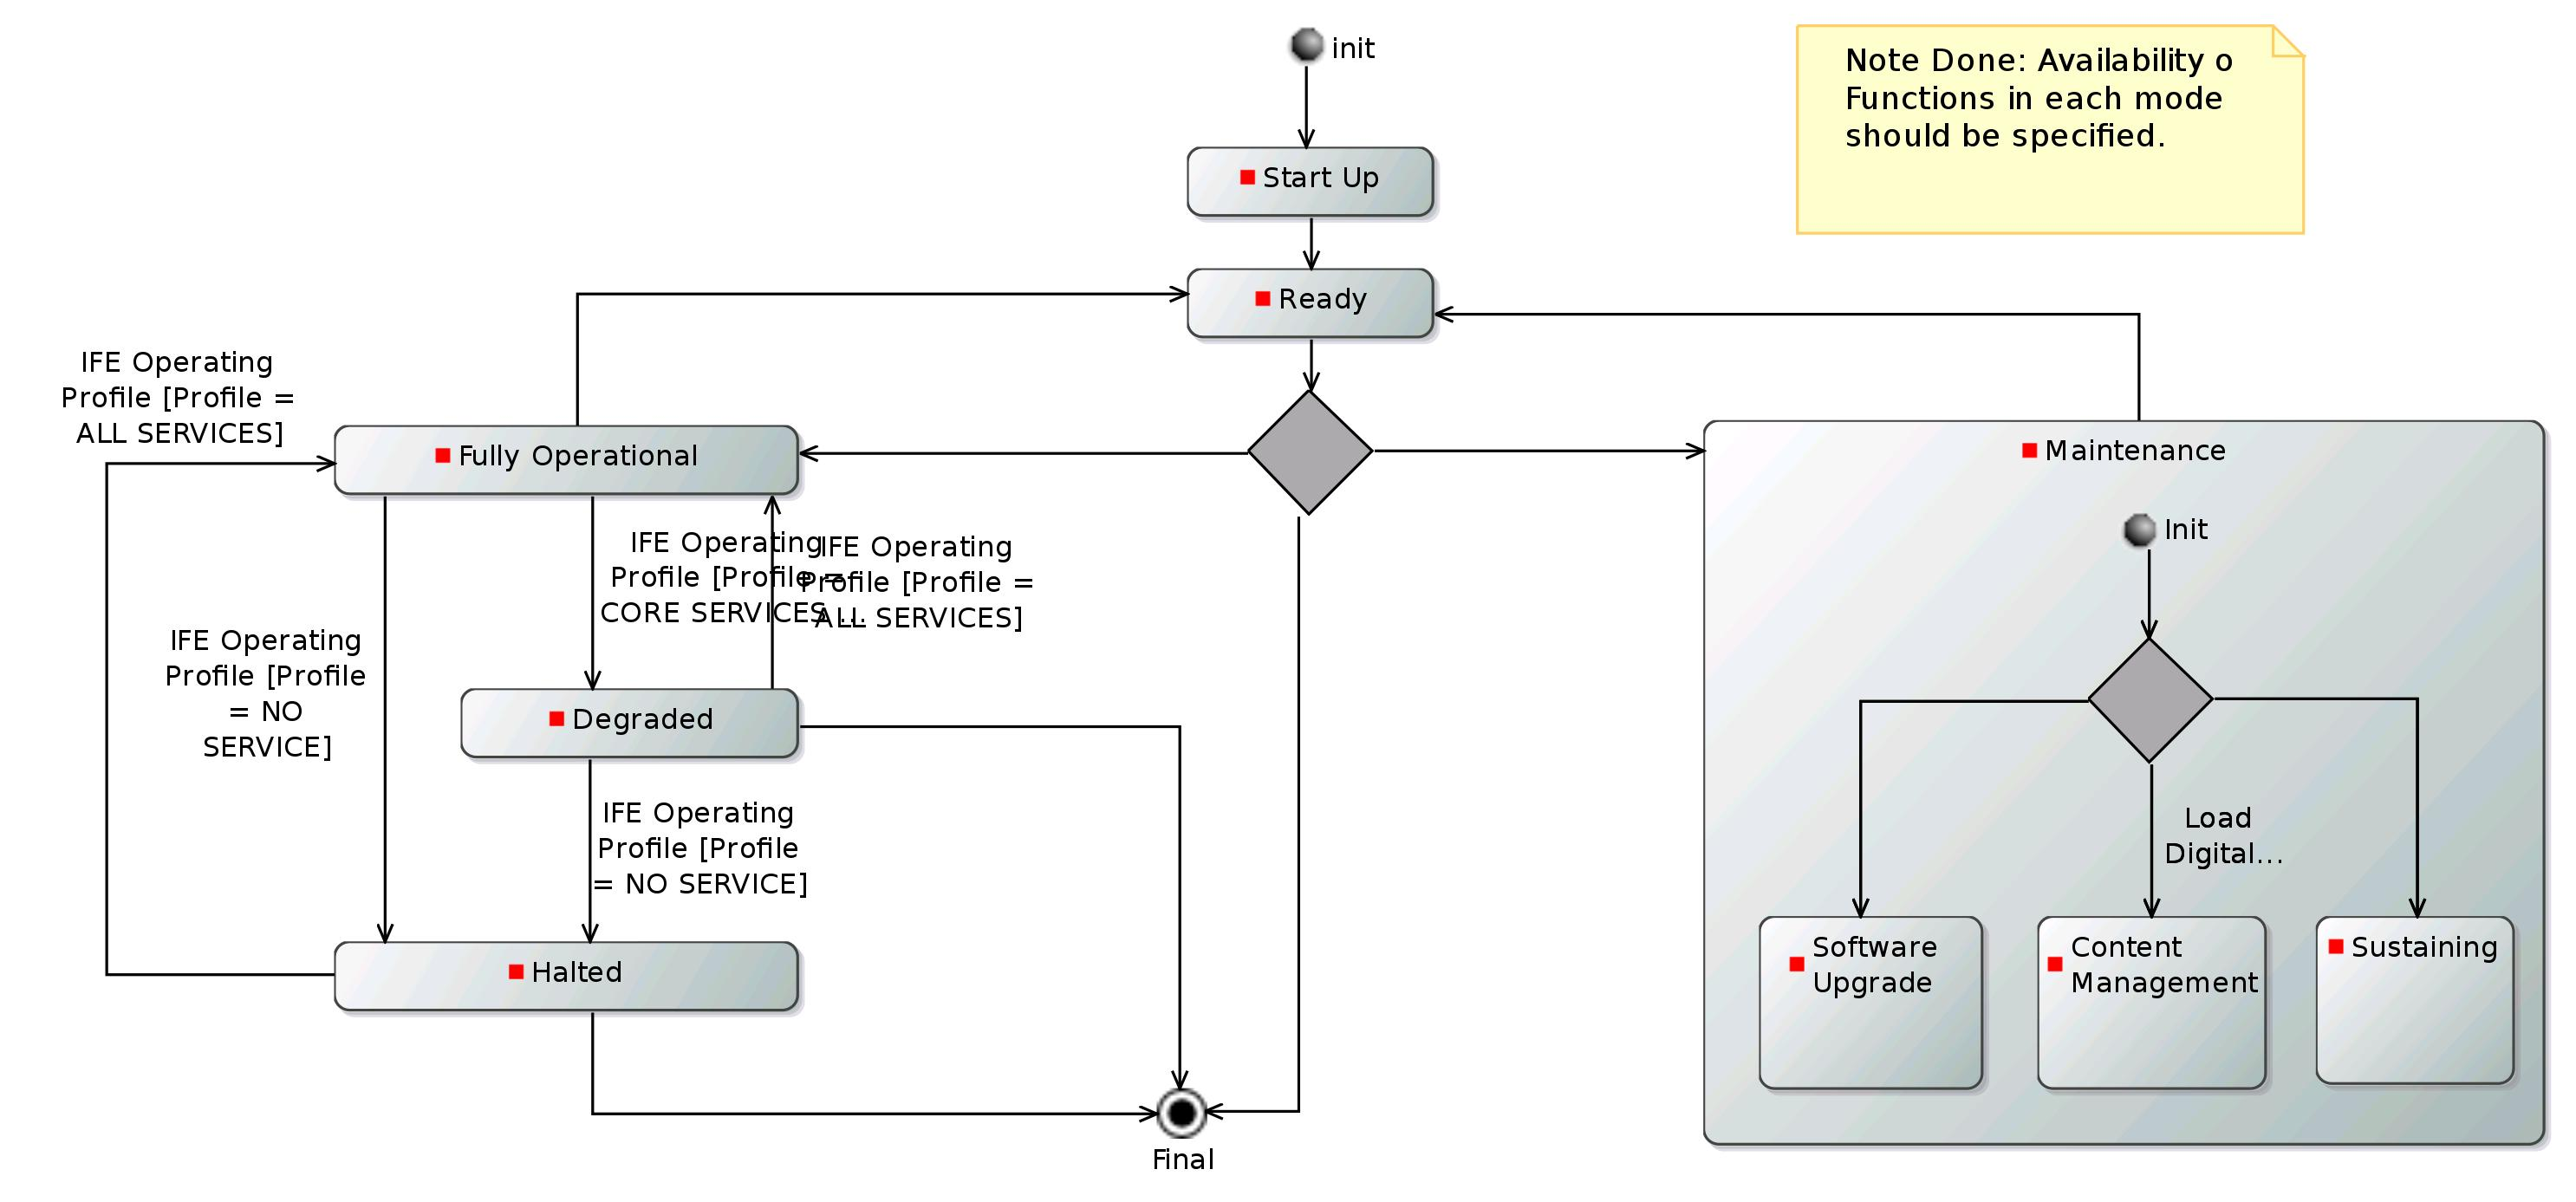 init
Note Done: Availability o
Functions in each mode
should be specified.
Start Up
Ready
IFE Operating
Profile [Profile =
ALL SERVICES]
Fully Operational
Maintenance
Init
IFE Operating
Profile [Profile =
CORE SERVICES ...
IFE Operating
Profile [Profile =
ALL SERVICES]
IFE Operating
Profile [Profile
= NO
SERVICE]
Degraded
IFE Operating
Profile [Profile
= NO SERVICE]
Load
Digital...
Software
Upgrade
Content
Management
Sustaining
Halted
Final